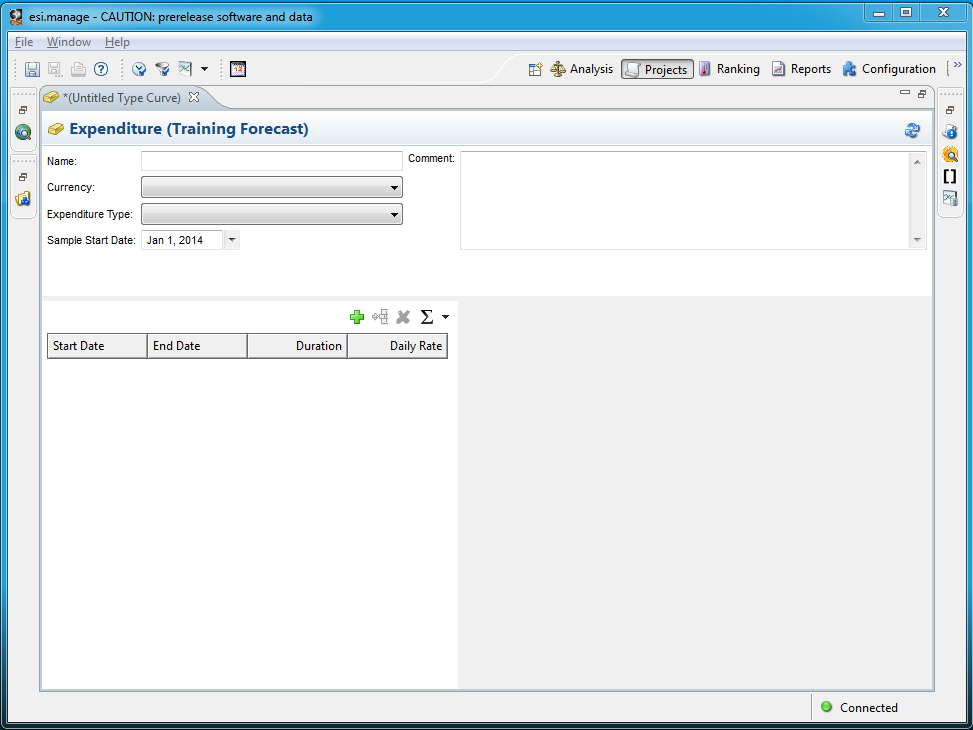 esi.manage - CAUTION: prerelease software and data
File Window Help
12 Analysis Projects Ranking Reports Configuration »
*(Untitled Type Curve)
Expenditure (Training Forecast)
Name:
Comment:
Currency:
Expenditure Type:
Sample Start Date: Jan 1, 2014
Start Date End Date Duration Daily Rate
Connected